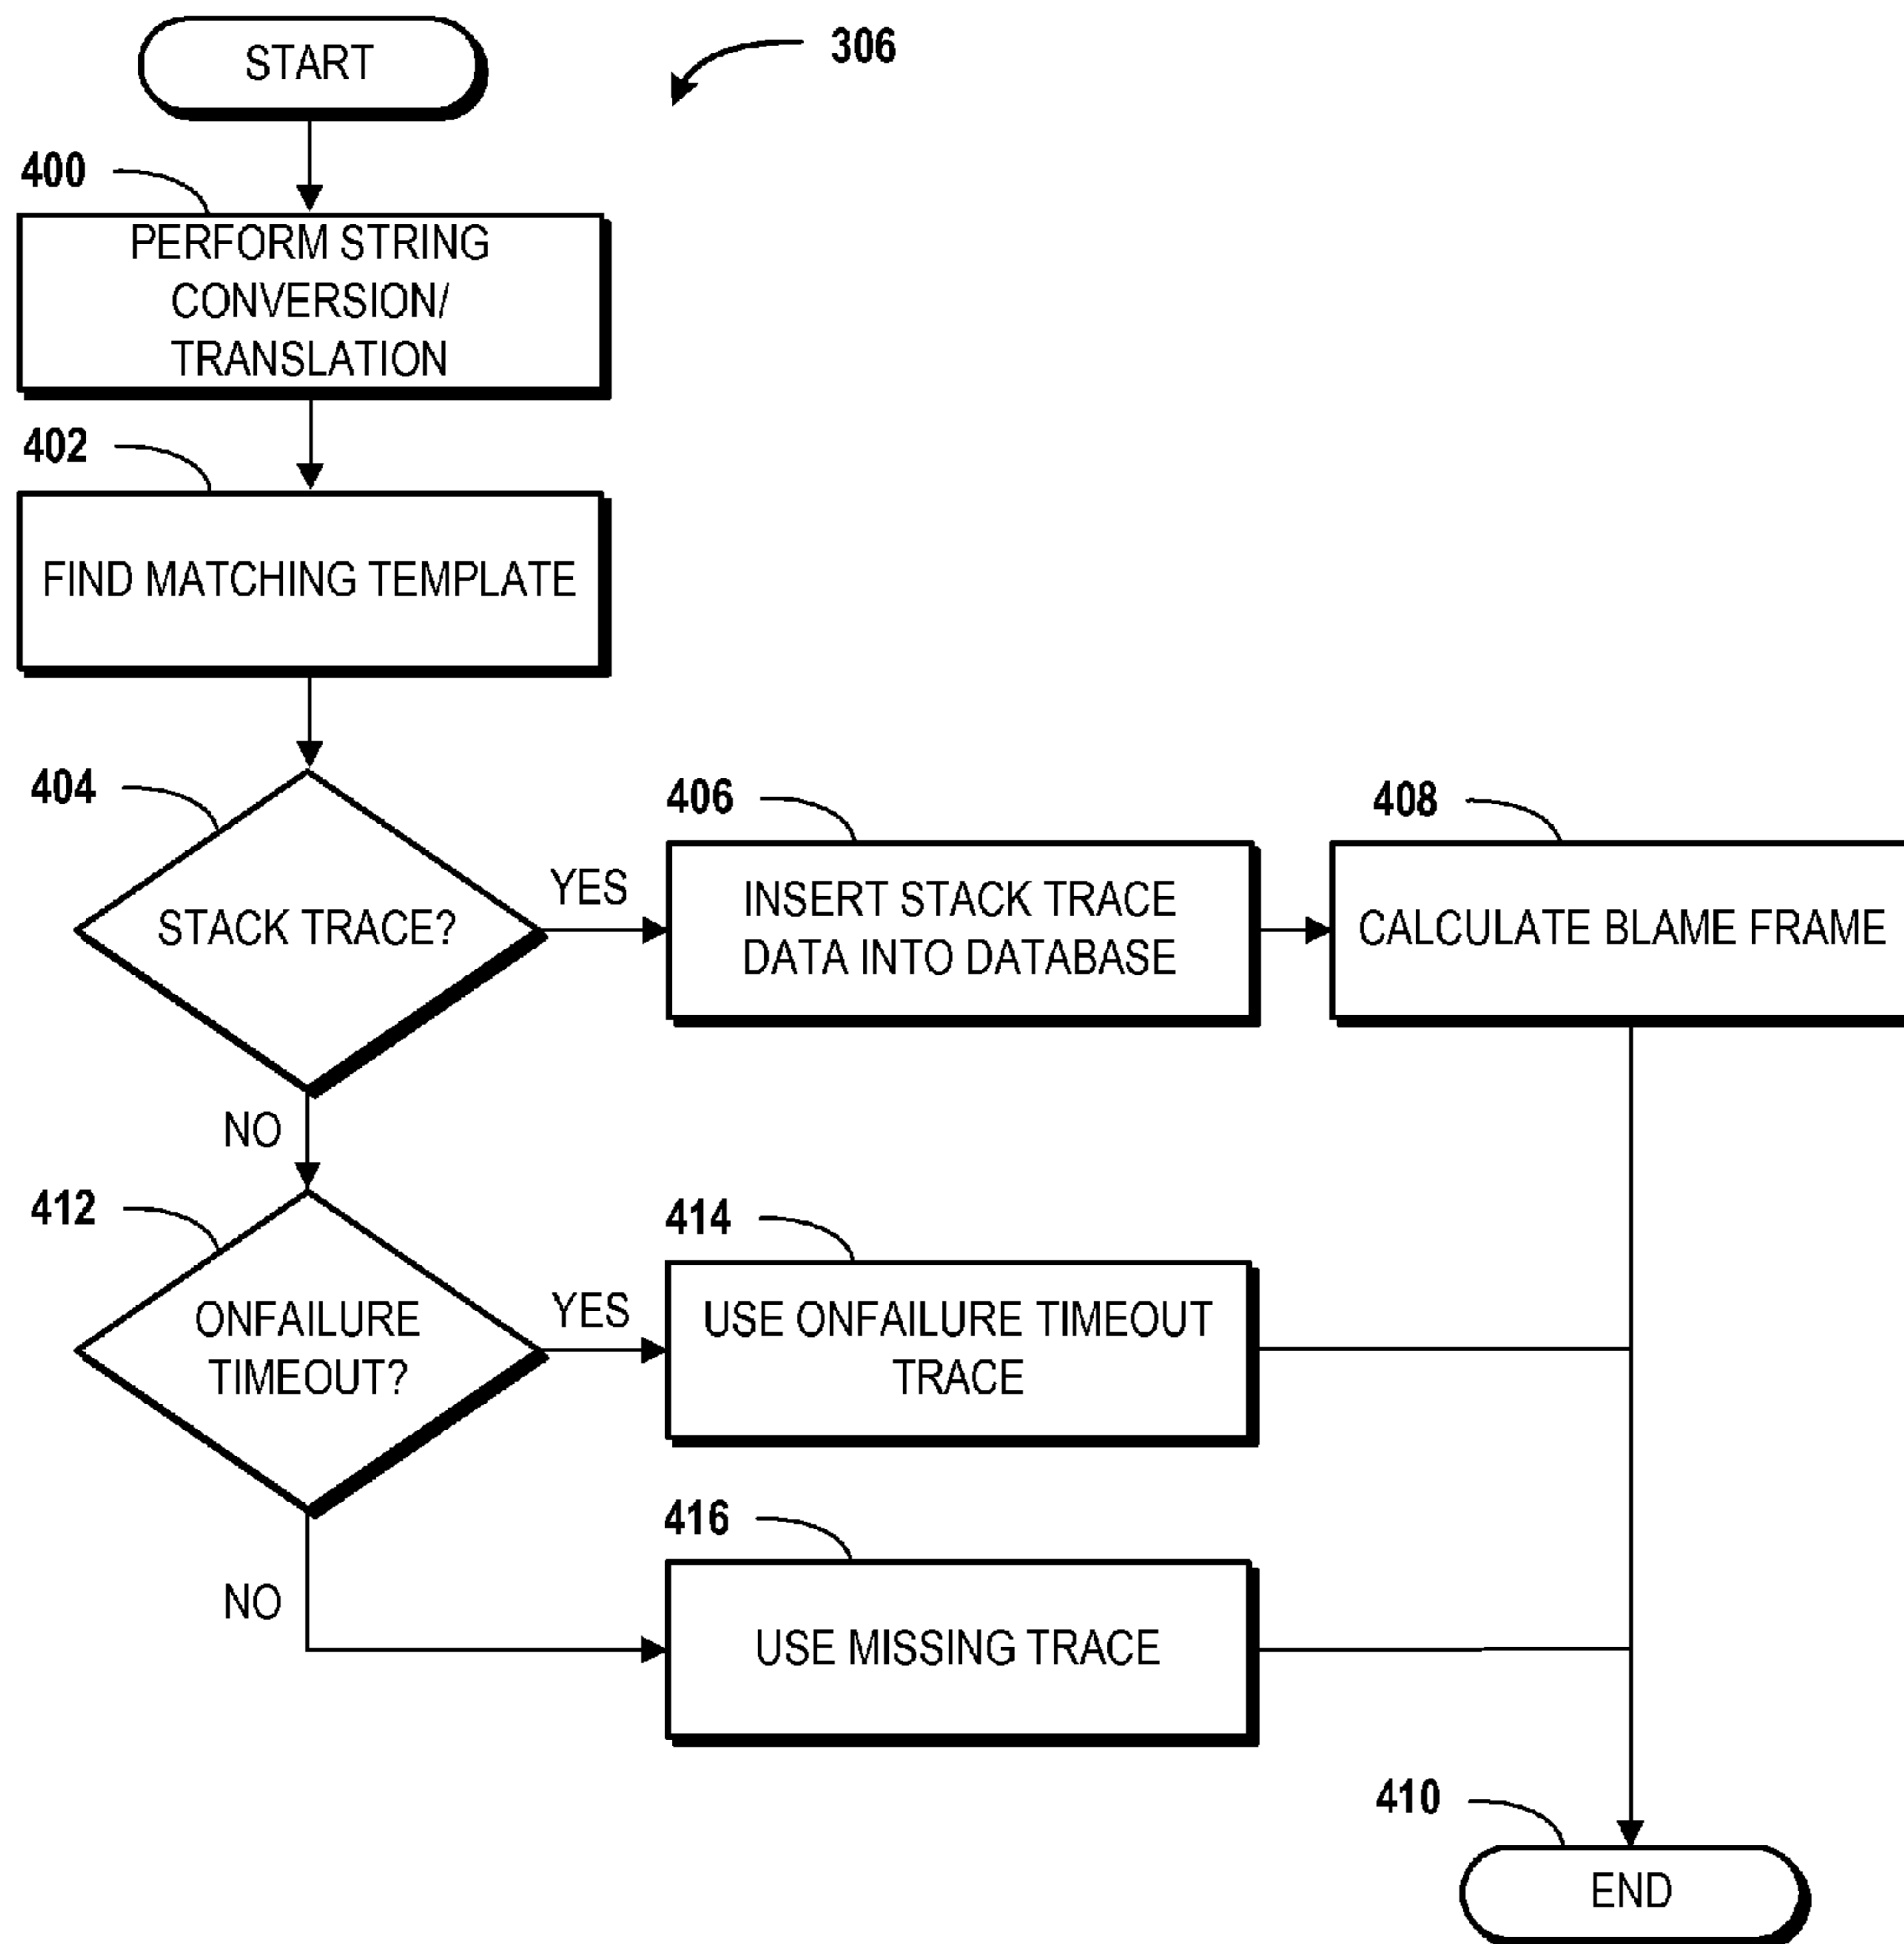 START
306
400
PERFORM STRING
CONVERSION/
TRANSLATION
402
FIND MATCHING TEMPLATE
404
STACK TRACE?
YES
406
INSERT STACK TRACE
DATA INTO DATABASE
408
CALCULATE BLAME FRAME
NO
412
ONFAILURE
TIMEOUT?
YES
414
USE ONFAILURE TIMEOUT
TRACE
NO
416
USE MISSING TRACE
410
END